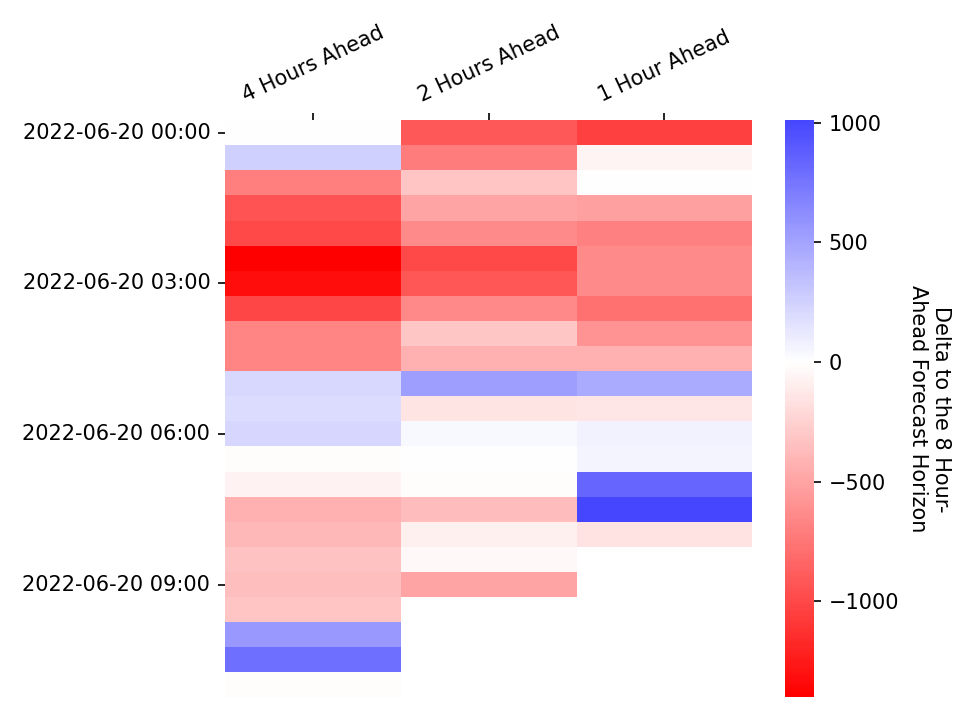 4 Hours Ahead
2 Hours Ahead
1 Hour Ahead
2022-06-20 00:00
2022-06-20 03:00
2022-06-20 06:00
2022-06-20 09:00
1000
500
0
−500
−1000
Delta to the 8 Hour-
Ahead Forecast Horizon